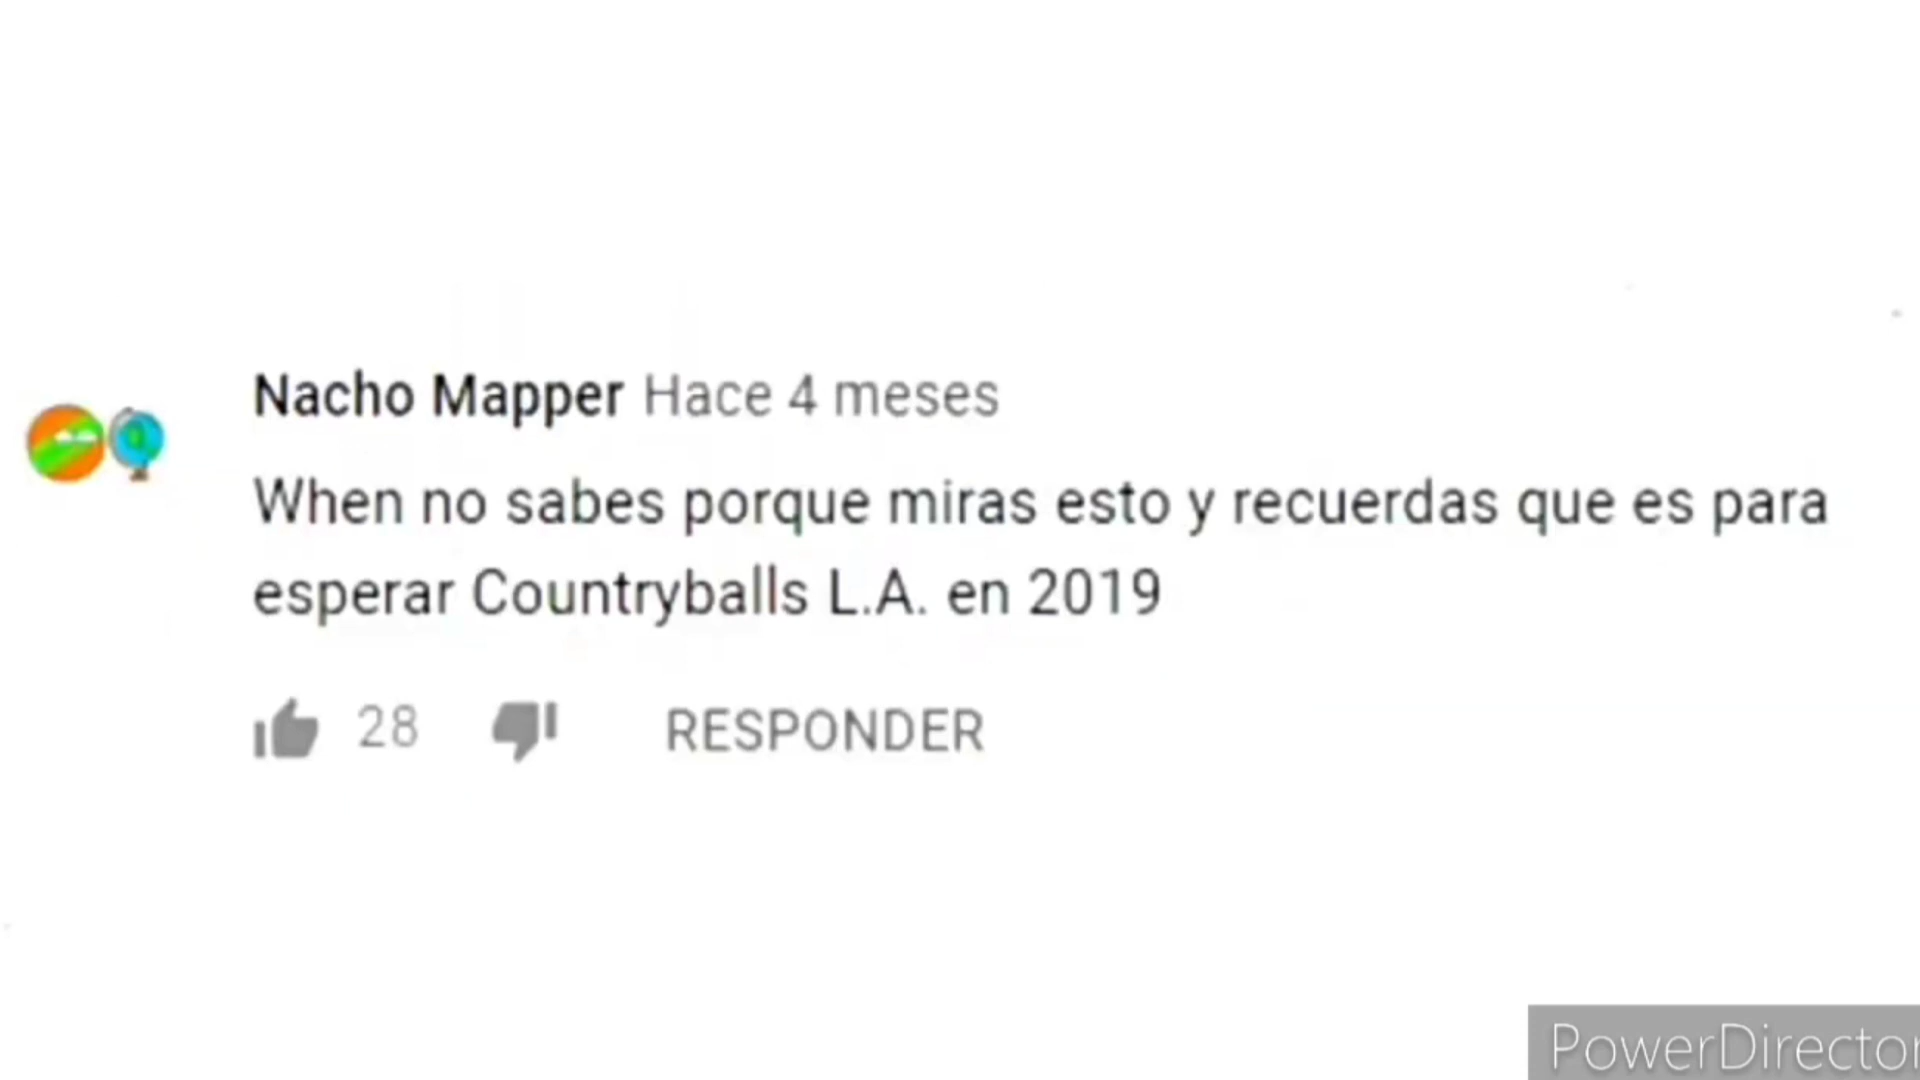 Nacho Mapper Hace 4 meses
When no sabes porque miras esto y recuerdas que es para
esperar Countryballs L.A. en 2019
28 RESPONDER
PowerDirector